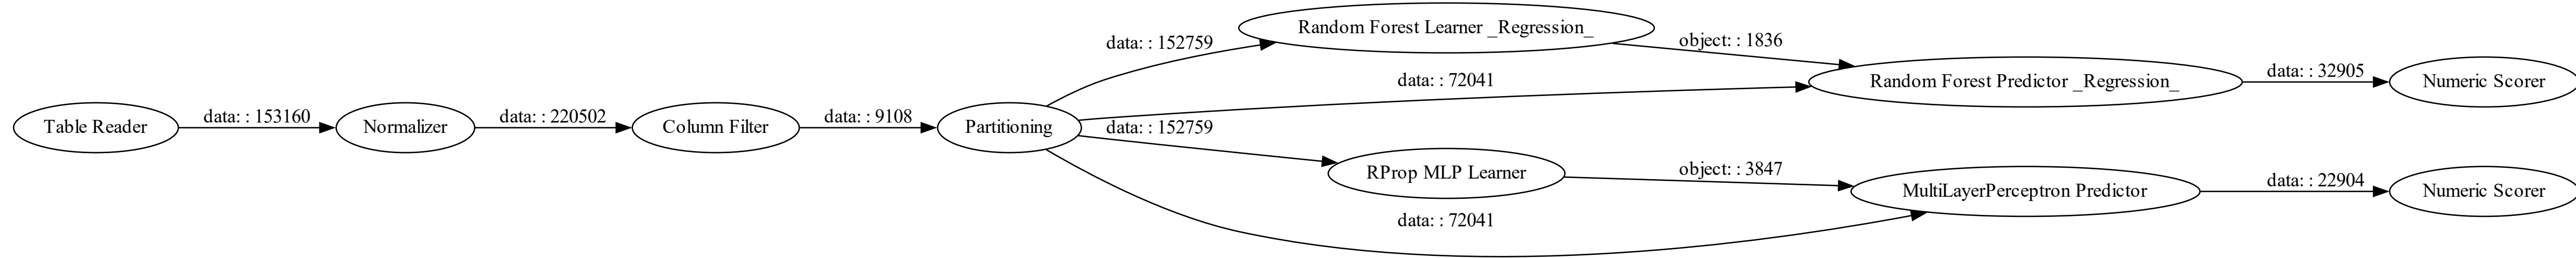 Table Reader
data: : 153160
Normalizer
data: : 220502
Column Filter
data: : 9108
Partitioning
data: : 152759
Random Forest Learner _Regression_
object: : 1836
data: : 72041
Random Forest Predictor _Regression_
data: : 32905
Numeric Scorer
data: : 152759
RProp MLP Learner
object: : 3847
data: : 72041
MultiLayerPerceptron Predictor
data: : 22904
Numeric Scorer